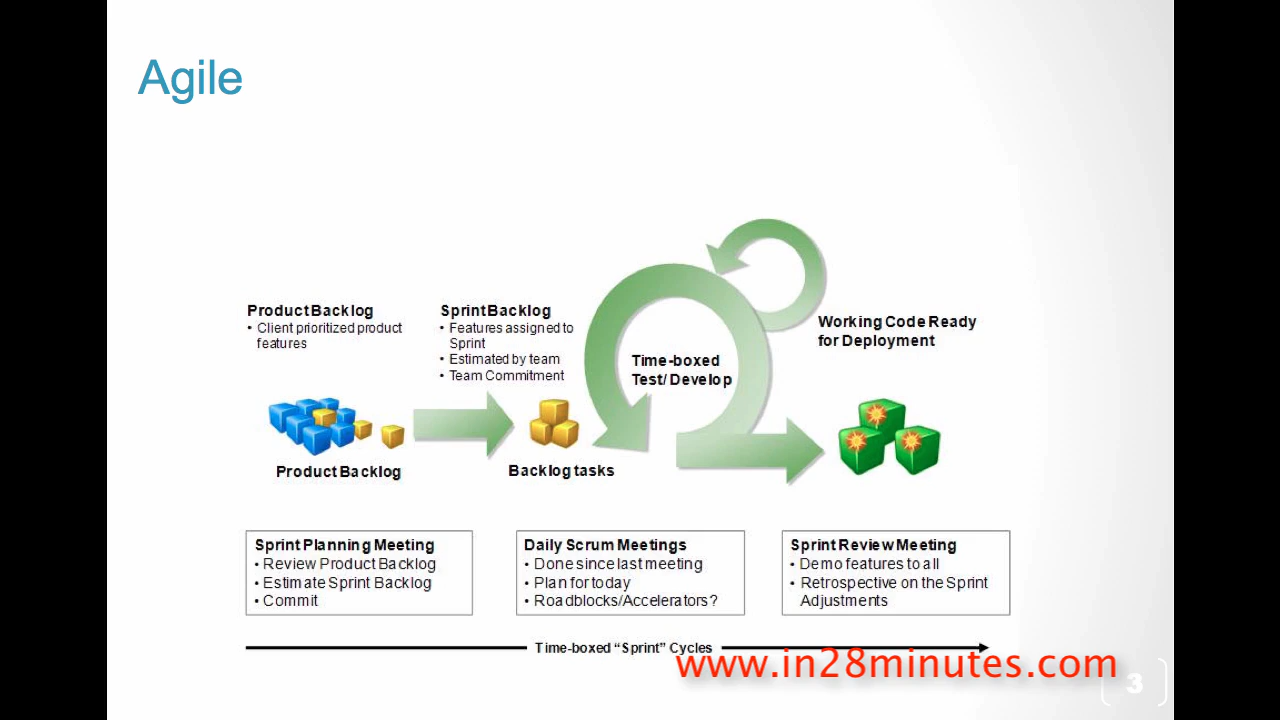 Agile
Product Backlog
• Client prioritized product
features
Sprint Backlog
• Features assigned to
Sprint
• Estimated by team
• Team Commitment
Time-boxed
Test/ Develop
Working Code Ready
for Deployment
Product Backlog
Backlog tasks
Sprint Planning Meeting
• Review Product Backlog
• Estimate Sprint Backlog
• Commit
Daily Scrum Meetings
• Done since last meeting
• Plan for today
• Roadblocks/Accelerators?
Sprint Review Meeting
• Demo features to all
• Retrospective on the Sprint
Adjustments
Time-boxed “Sprint” Cycles
www.in28minutes.com
3